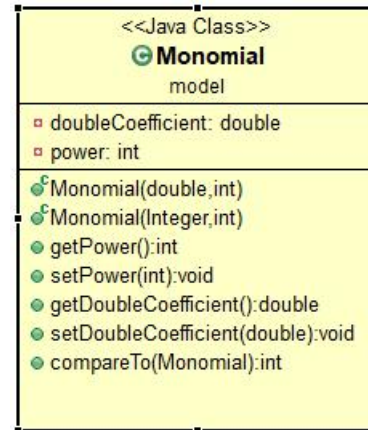 <<Java Class>>
Monomial
model
doubleCoefficient: double
power: int
Monomial(double,int)
Monomial(Integer,int)
getPower():int
setPower(int):void
getDoubleCoefficient():double
setDoubleCoefficient(double):void
compareTo(Monomial):int